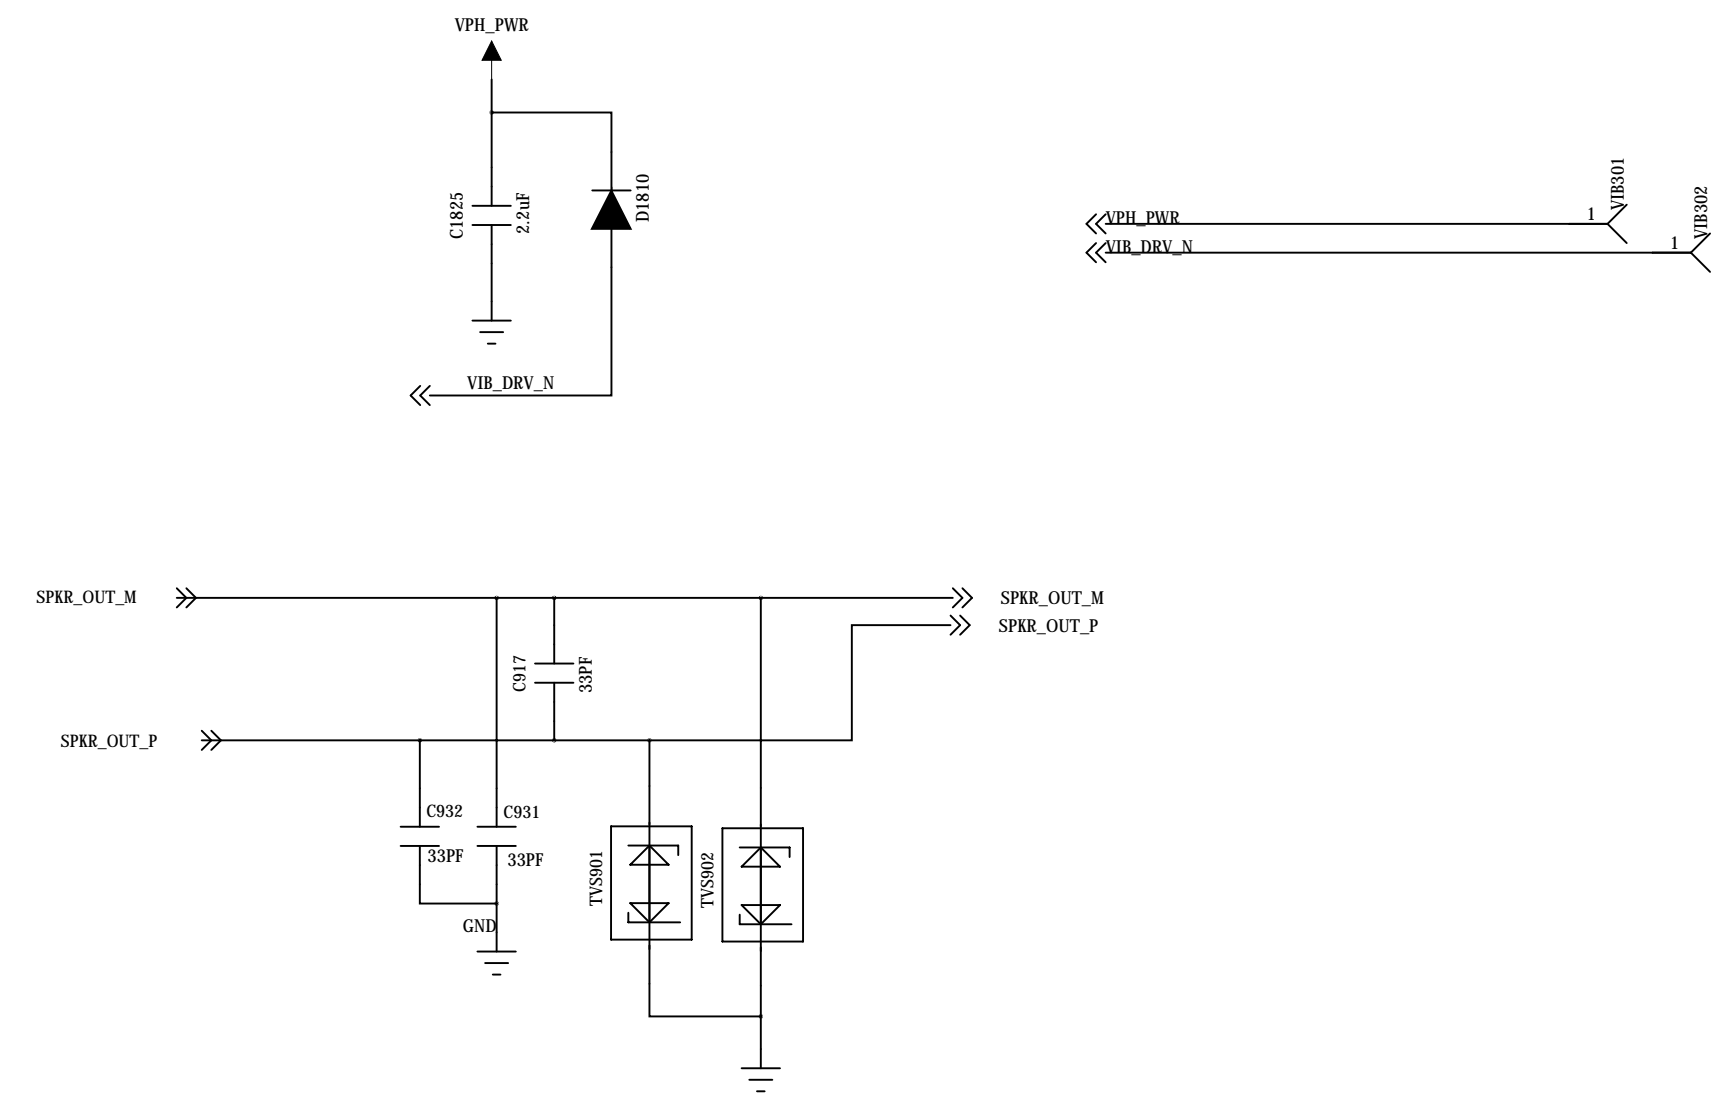 VPH_PWR
C1825
2.2uF
D1810
VIB_DRV_N
VPH_PWR
1
VIB301
VIB_DRV_N
1
VIB302
SPKR_OUT_M
SPKR_OUT_M
SPKR_OUT_P
C917
33PF
SPKR_OUT_P
C932
33PF
C931
33PF
GND
TVS901
TVS902